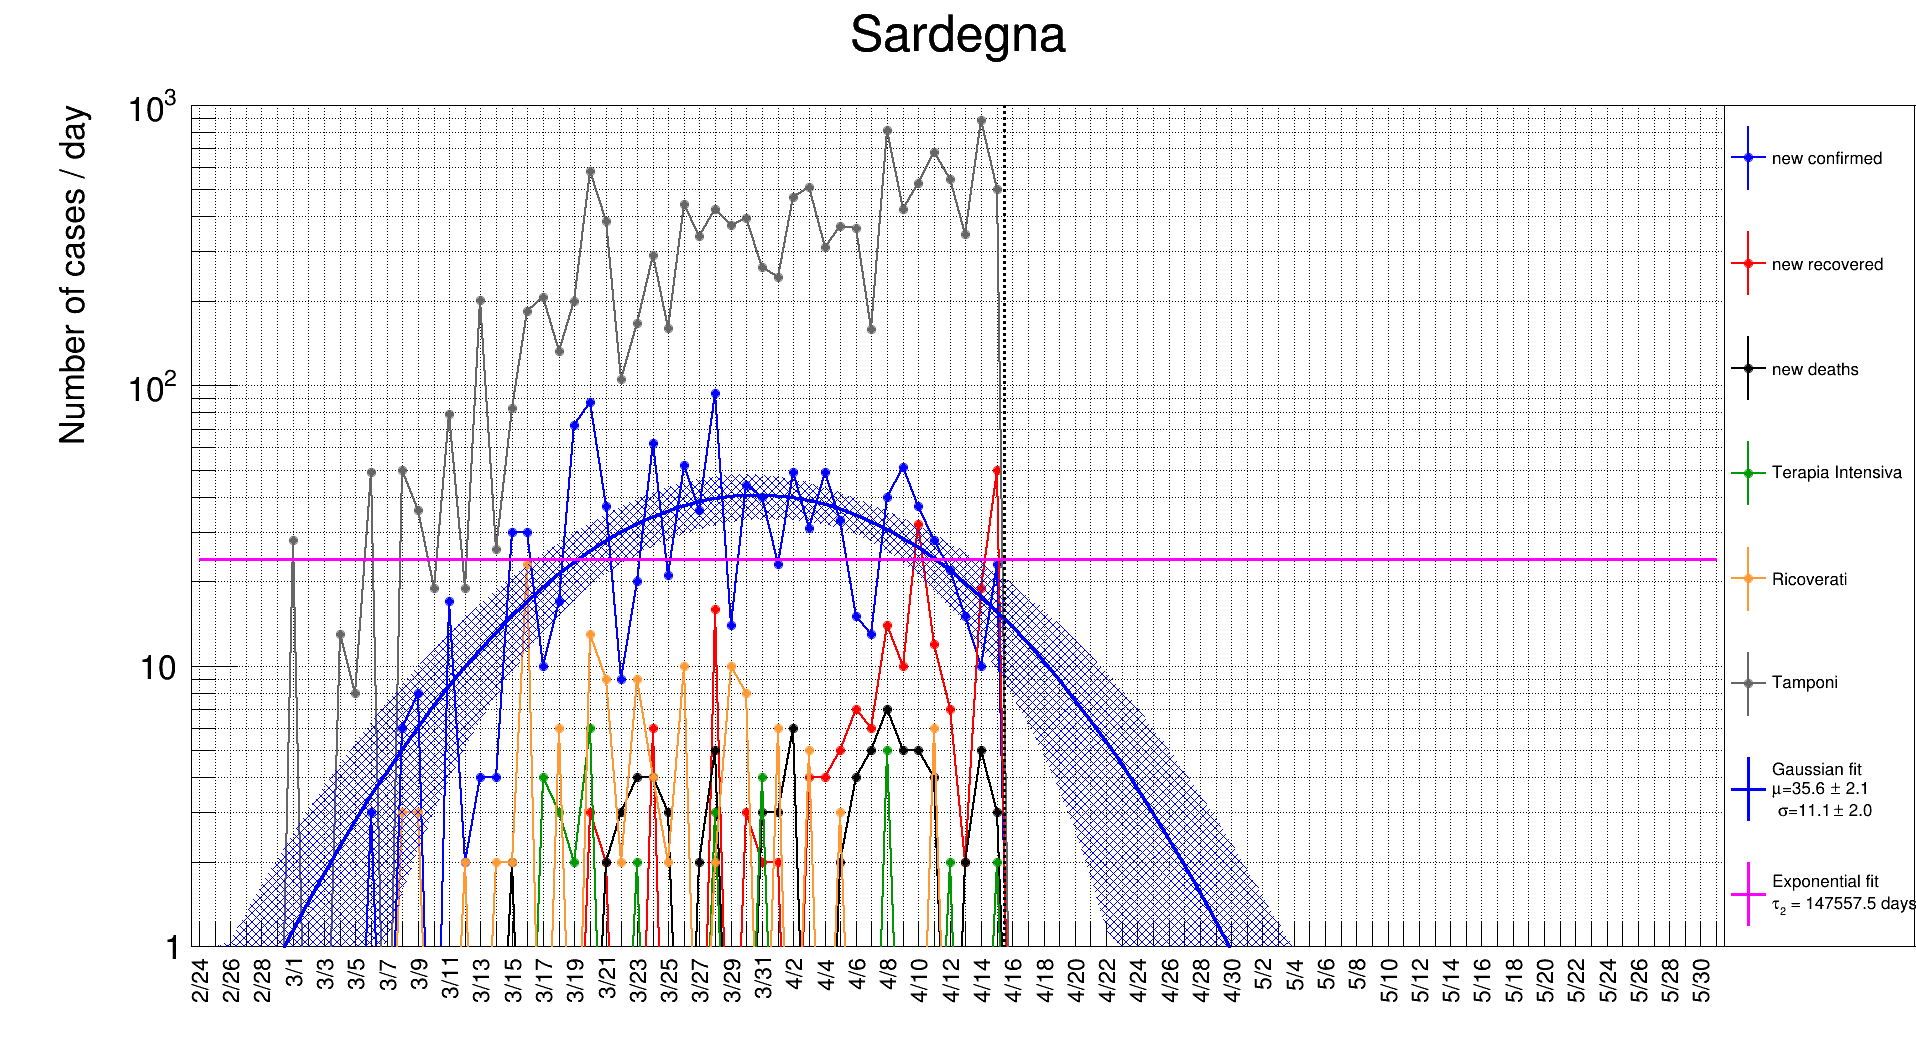 Sardegna
Number of cases / day
10³
10²
10
1
2/24 2/26 2/28 3/1 3/3 3/5 3/7 3/9 3/11 3/13 3/15 3/17 3/19 3/21 3/23 3/25 3/27 3/29 3/31 4/2 4/4 4/6 4/8 4/10 4/12 4/14 4/16 4/18 4/20 4/22 4/24 4/26 4/28 4/30 5/2 5/4 5/6 5/8 5/10 5/12 5/14 5/16 5/18 5/20 5/22 5/24 5/26 5/28 5/30
new confirmed
new recovered
new deaths
Terapia Intensiva
Ricoverati
Tamponi
Gaussian fit
μ=35.6 ± 2.1
σ=11.1 ± 2.0
Exponential fit
τ₂ = 147557.5 days